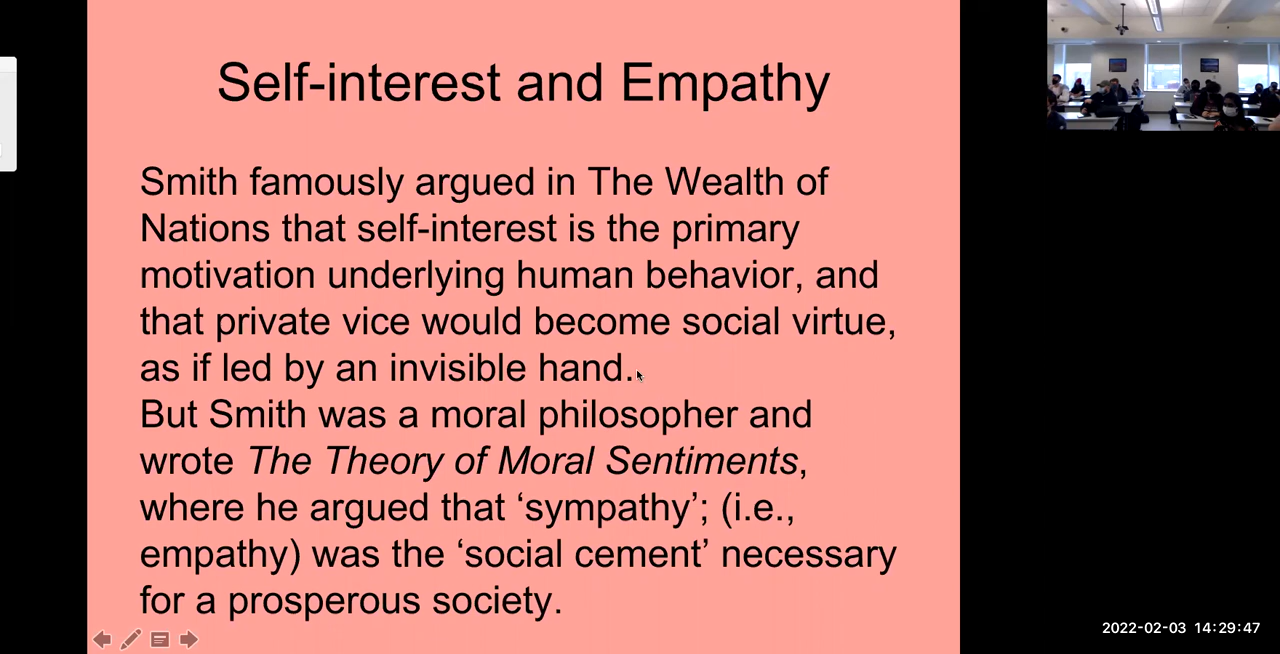 Self-interest and Empathy
Smith famously argued in The Wealth of
Nations that self-interest is the primary
motivation underlying human behavior, and
that private vice would become social virtue,
as if led by an invisible hand.
But Smith was a moral philosopher and
wrote The Theory of Moral Sentiments,
where he argued that ‘sympathy’; (i.e.,
empathy) was the ‘social cement’ necessary
for a prosperous society.
2022-02-03 14:29:47